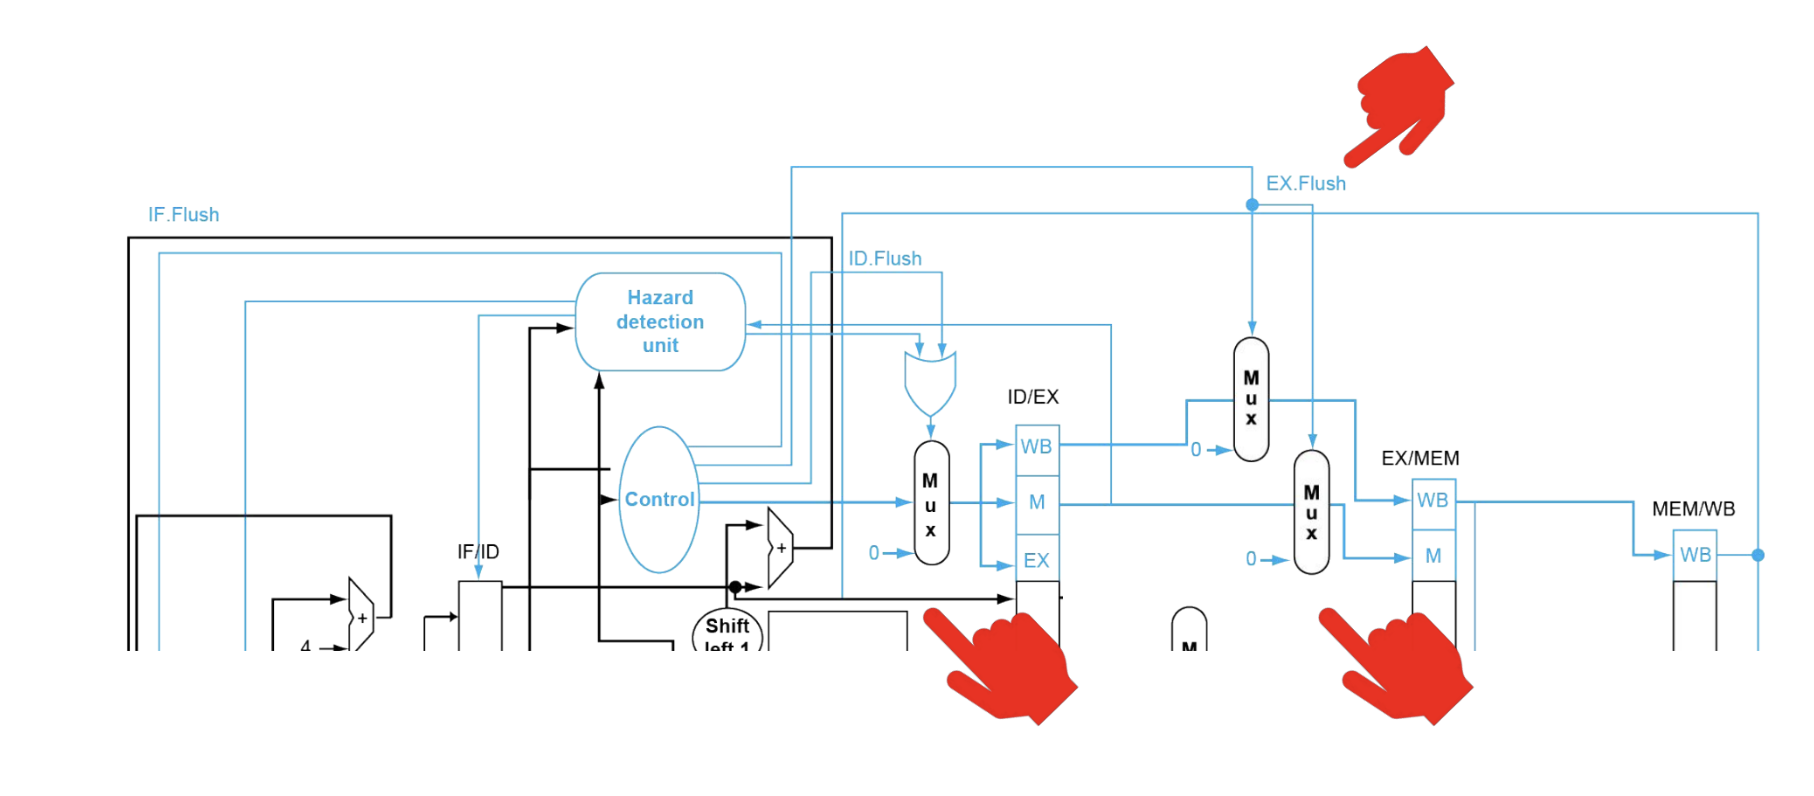 EX.Flush
IF.Flush
ID.Flush
Hazard
detection
unit
M
u
x
ID/EX
WB
0
EX/MEM
M
u
x
Control
M
u
x
M
WB
MEM/WB
IF/ID
+
0
EX
0
M
WB
+
4
Shift
left 1
M